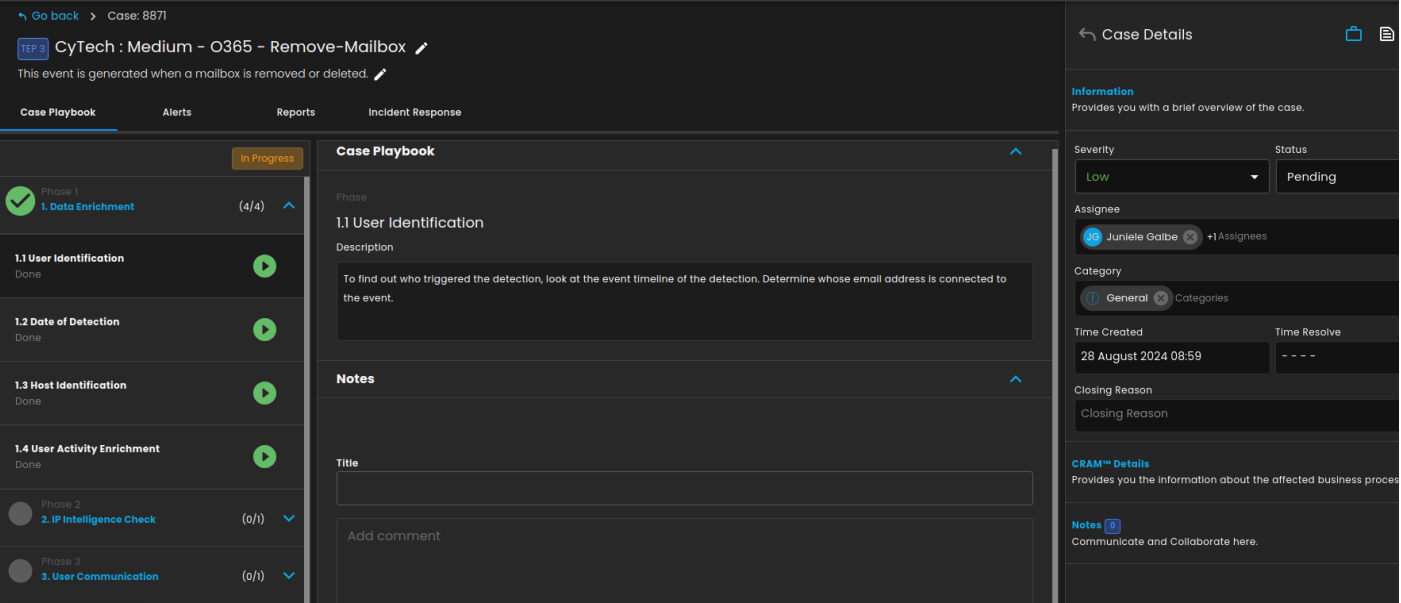 Go back > Case: 8871
TEP 3 CyTech : Medium - O365 - Remove-Mailbox
This event is generated when a mailbox is removed or deleted.
Case Playbook Alerts Reports Incident Response
In Progress
Phase 1
1. Data Enrichment (4/4)
1.1 User Identification
Done
1.2 Date of Detection
Done
1.3 Host Identification
Done
1.4 User Activity Enrichment
Done
Phase 2
2. IP Intelligence Check (0/1)
Phase 3
3. User Communication (0/1)
Case Playbook
Phase
1.1 User Identification
Description
To find out who triggered the detection, look at the event timeline of the detection. Determine whose email address is connected to
the event.
Notes
Title
Add comment
Case Details
Information
Provides you with a brief overview of the case.
Severity Status
Low Pending
Assignee
JG Juniele Galbe +1 Assignees
Category
General Categories
Time Created Time Resolve
28 August 2024 08:59 - - - -
Closing Reason
Closing Reason
CRAM™ Details
Provides you the information about the affected business proces
Notes 0
Communicate and Collaborate here.